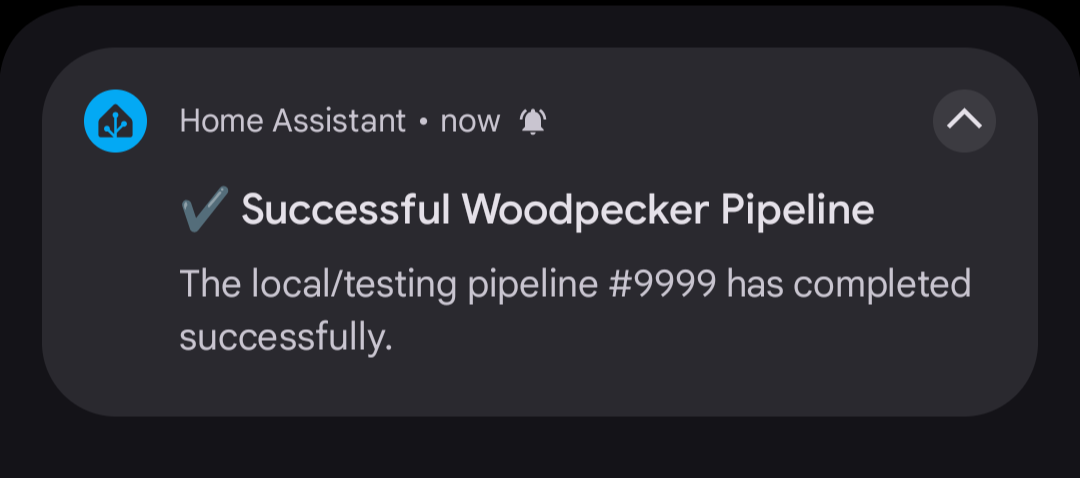 Home Assistant • now
✔️ Successful Woodpecker Pipeline
The local/testing pipeline #9999 has completed
successfully.